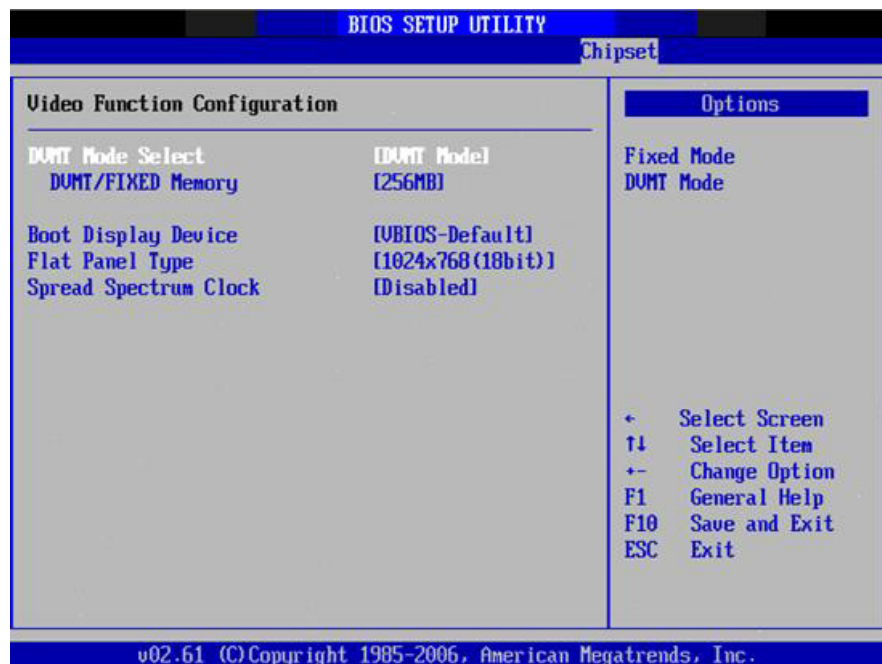 BIOS SETUP UTILITY
Chipset
Video Function Configuration
DVMT Mode Select [DVMT Mode]
DVMT/FIXED Memory [256MB]
Boot Display Device [VBIOS-Default]
Flat Panel Type [1024x768(18bit)]
Spread Spectrum Clock [Disabled]
Options
Fixed Mode
DVMT Mode
← Select Screen
↑↓ Select Item
+- Change Option
F1 General Help
F10 Save and Exit
ESC Exit
v02.61 (C)Copyright 1985-2006, American Megatrends, Inc.